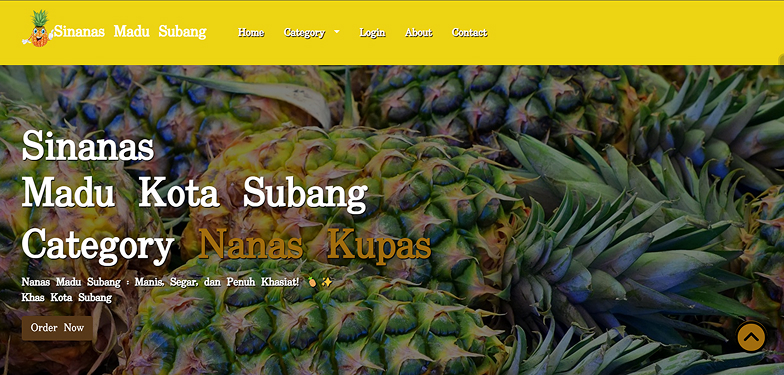 Sinanas Madu Subang
Home Category Login About Contact
Sinanas
Madu Kota Subang
Category Nanas Kupas
Nanas Madu Subang : Manis, Segar, dan Penuh Khasiat! 🍍✨
Khas Kota Subang
Order Now